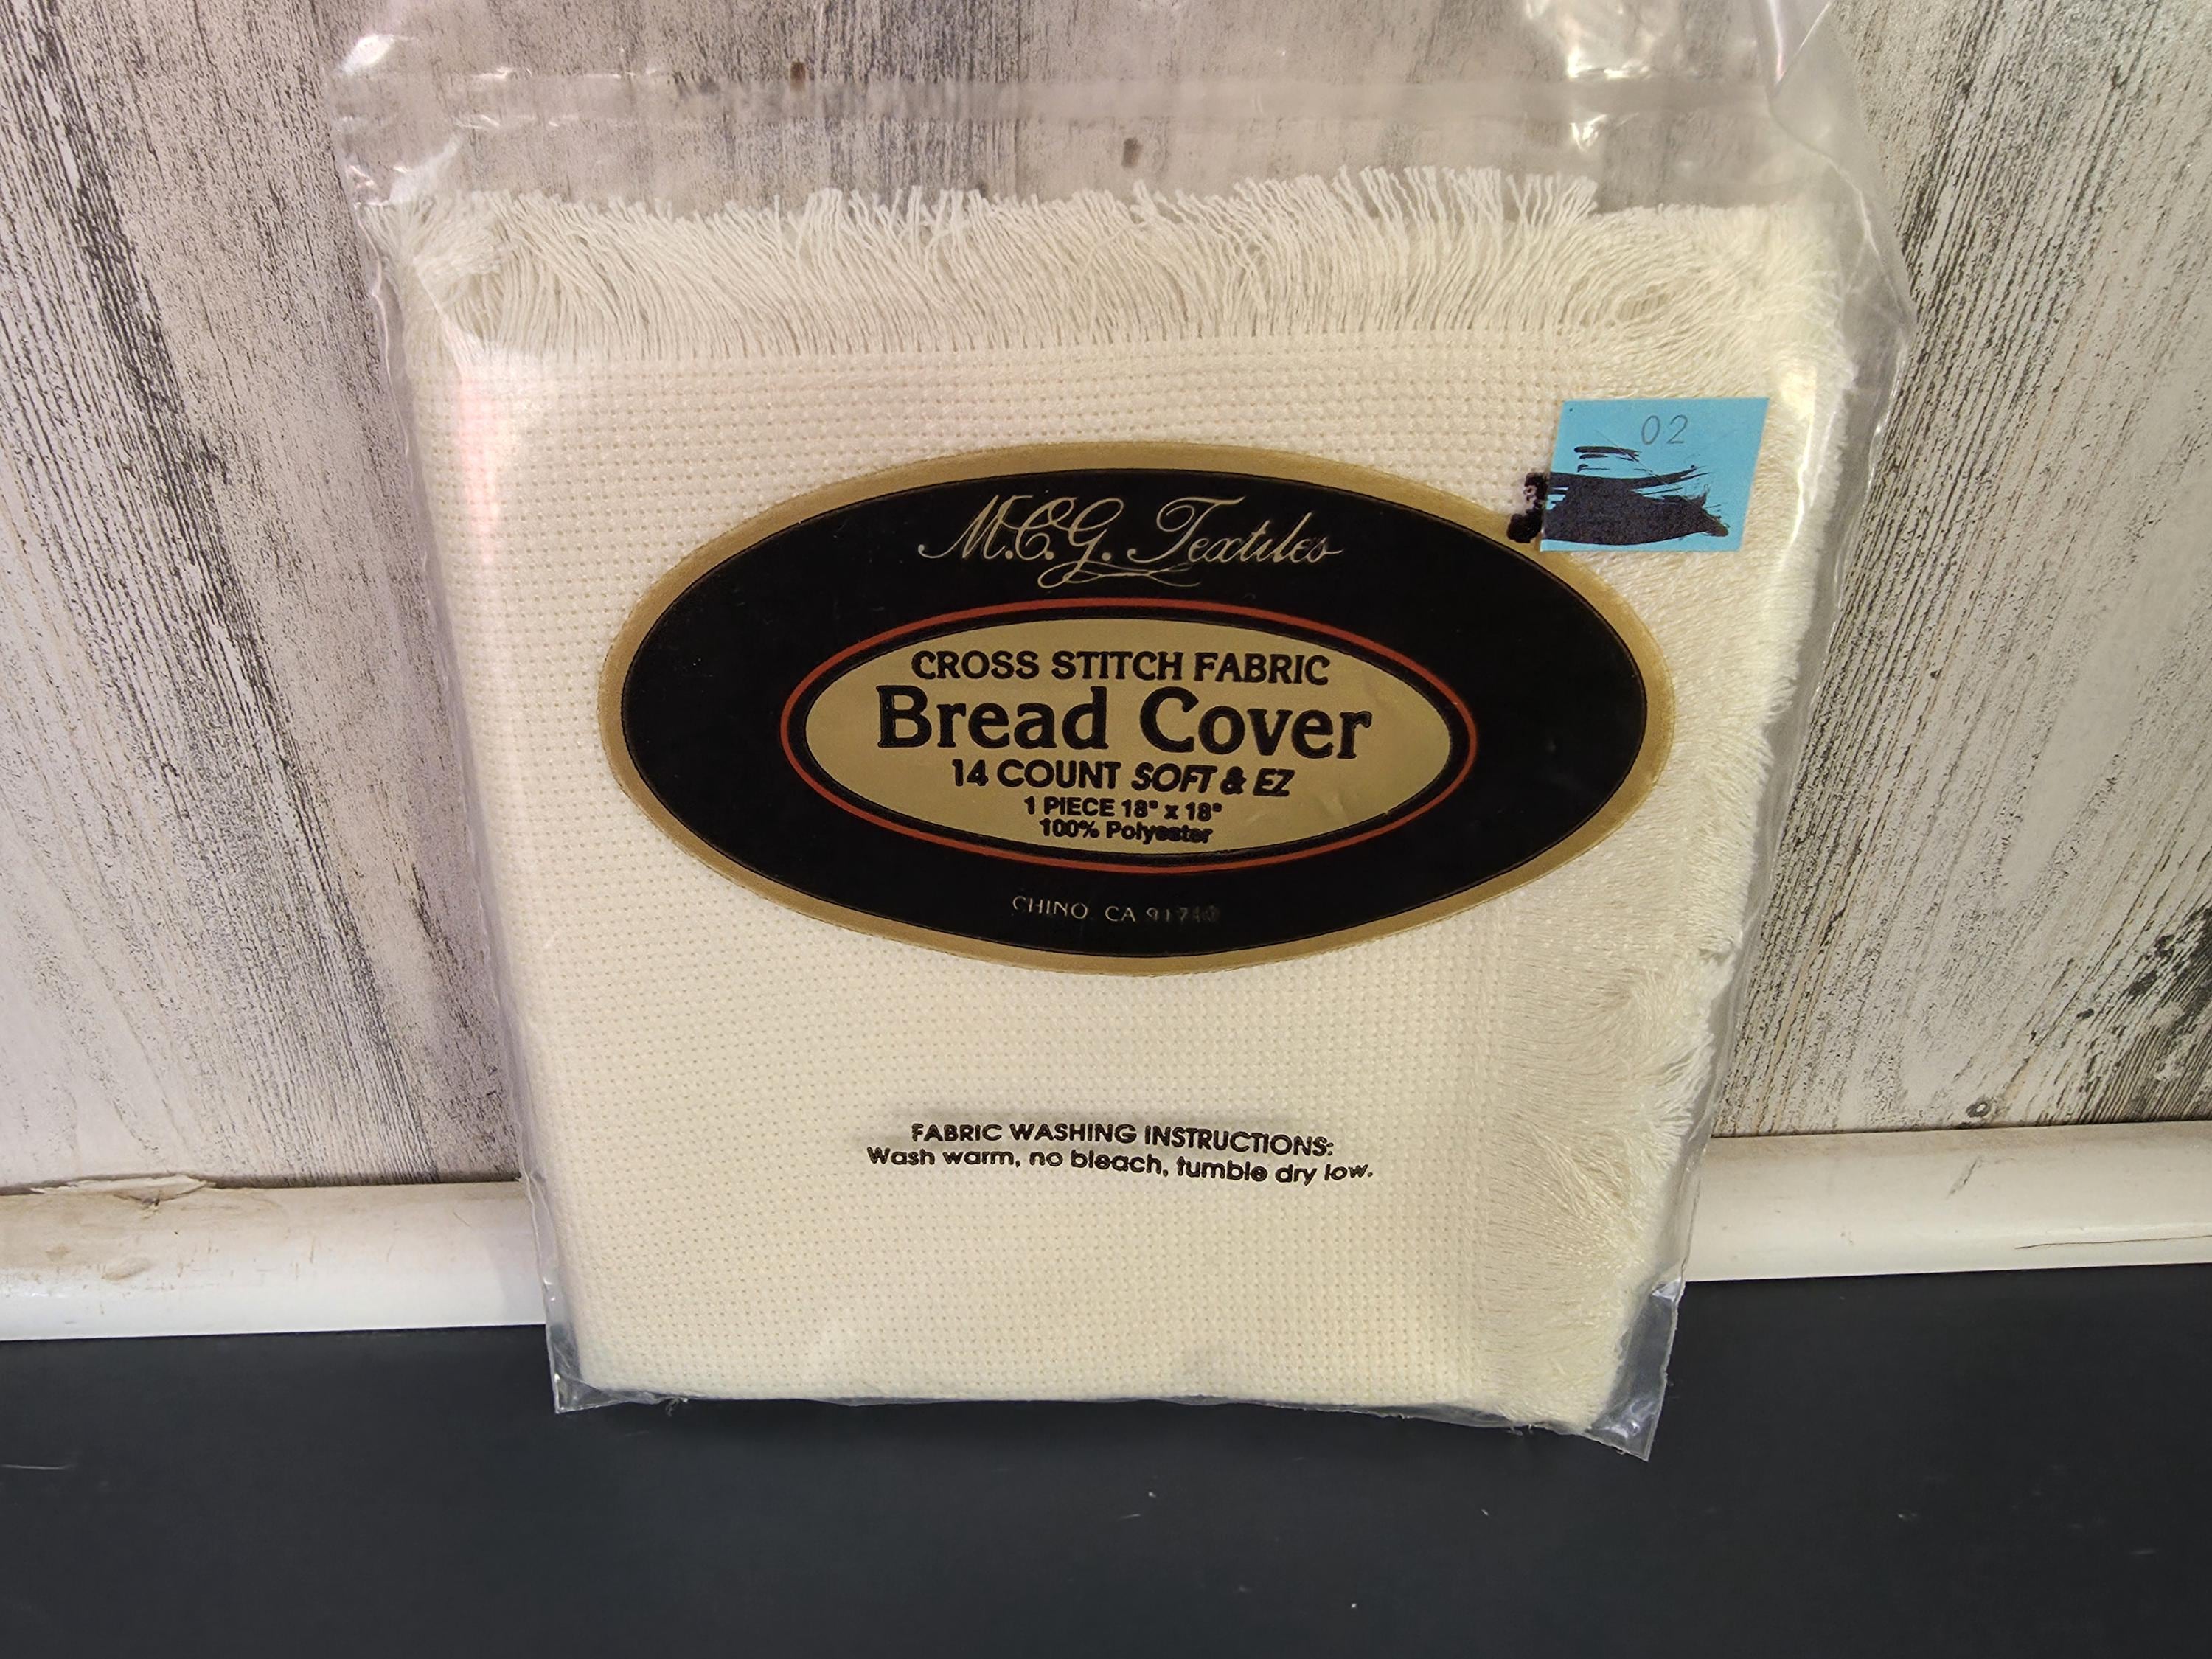 02
M.C.G. Textiles
CROSS STITCH FABRIC
Bread Cover
14 COUNT SOFT & EZ
1 PIECE 18" x 18"
100% Polyester
CHINO, CA
FABRIC WASHING INSTRUCTIONS:
Wash warm, no bleach, tumble dry low.